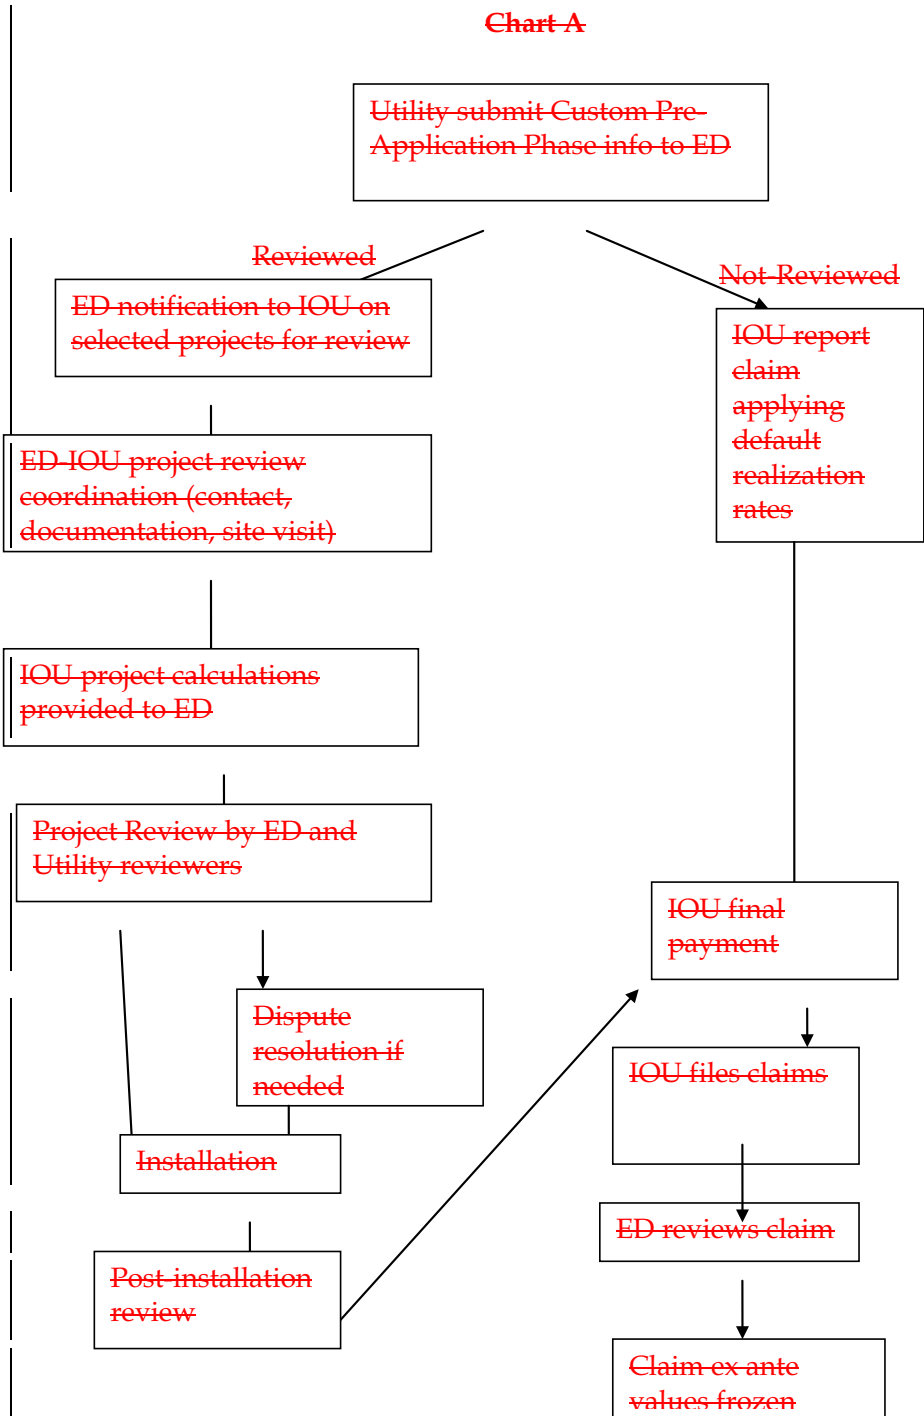 Chart A
Utility submit Custom Pre-
Application Phase info to ED
Reviewed
Not-Reviewed
ED notification to IOU on
selected projects for review
IOU report
claim
applying
default
realization
rates
ED-IOU project review
coordination (contact,
documentation, site visit)
IOU project calculations
provided to ED
Project Review by ED and
Utility reviewers
IOU final
payment
Dispute
resolution if
needed
IOU files claims
Installation
ED reviews claim
Post-installation
review
Claim ex ante
values frozen